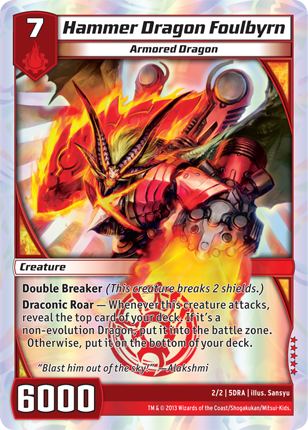 7
Hammer Dragon Foulbyrn
Armored Dragon
Creature
Double Breaker (This creature breaks 2 shields.)
Draconic Roar — Whenever this creature attacks,
reveal the top card of your deck. If it's a
non-evolution Dragon, put it into the battle zone.
Otherwise, put it on the bottom of your deck.
"Blast him out of the sky!" —Alakshmi
6000
2/2 | 5DRA | illus. Sansyu
TM & © 2013 Wizards of the Coast/Shogakukan/Mitsui-Kids.